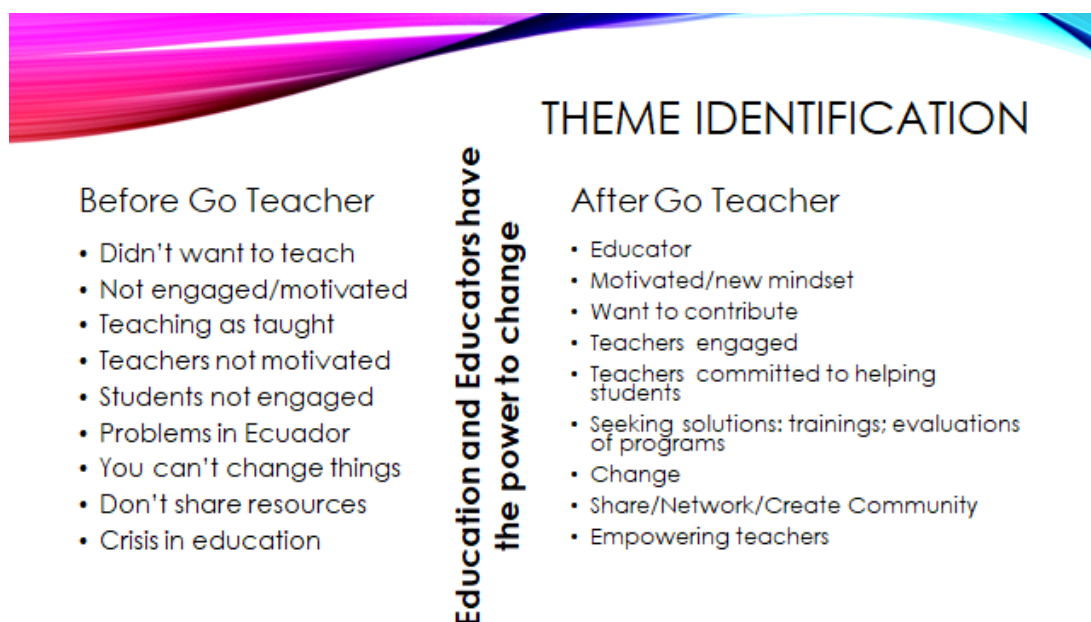 THEME IDENTIFICATION
Before Go Teacher
• Didn't want to teach
• Not engaged/motivated
• Teaching as taught
• Teachers not motivated
• Students not engaged
• Problems in Ecuador
• You can't change things
• Don't share resources
• Crisis in education
Education and Educators have
the power to change
After Go Teacher
• Educator
• Motivated/new mindset
• Want to contribute
• Teachers engaged
• Teachers committed to helping
students
• Seeking solutions: trainings; evaluations
of programs
• Change
• Share/Network/Create Community
• Empowering teachers